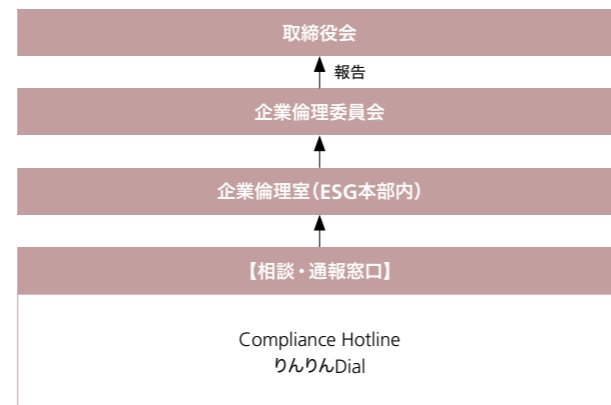 取締役会
報告
企業倫理委員会
企業倫理室（ESG本部内）
【相談・通報窓口】
Compliance Hotline
りんりんDial